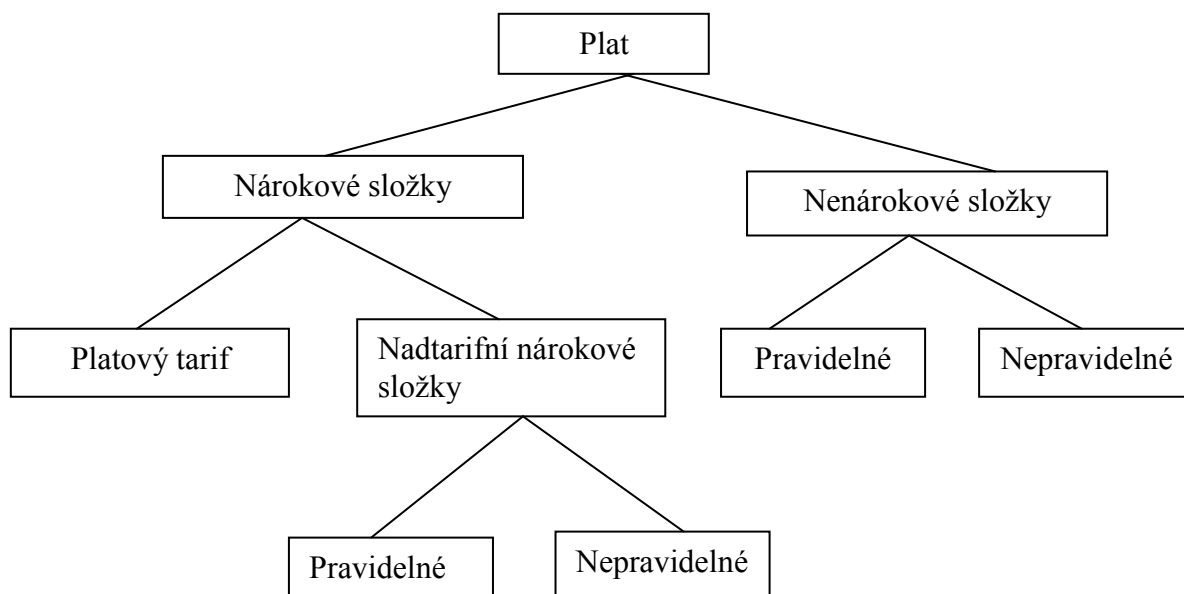 Plat
Nárokové složky
Nenárokové složky
Platový tarif
Nadtarifní nárokové
složky
Pravidelné
Nepravidelné
Pravidelné
Nepravidelné